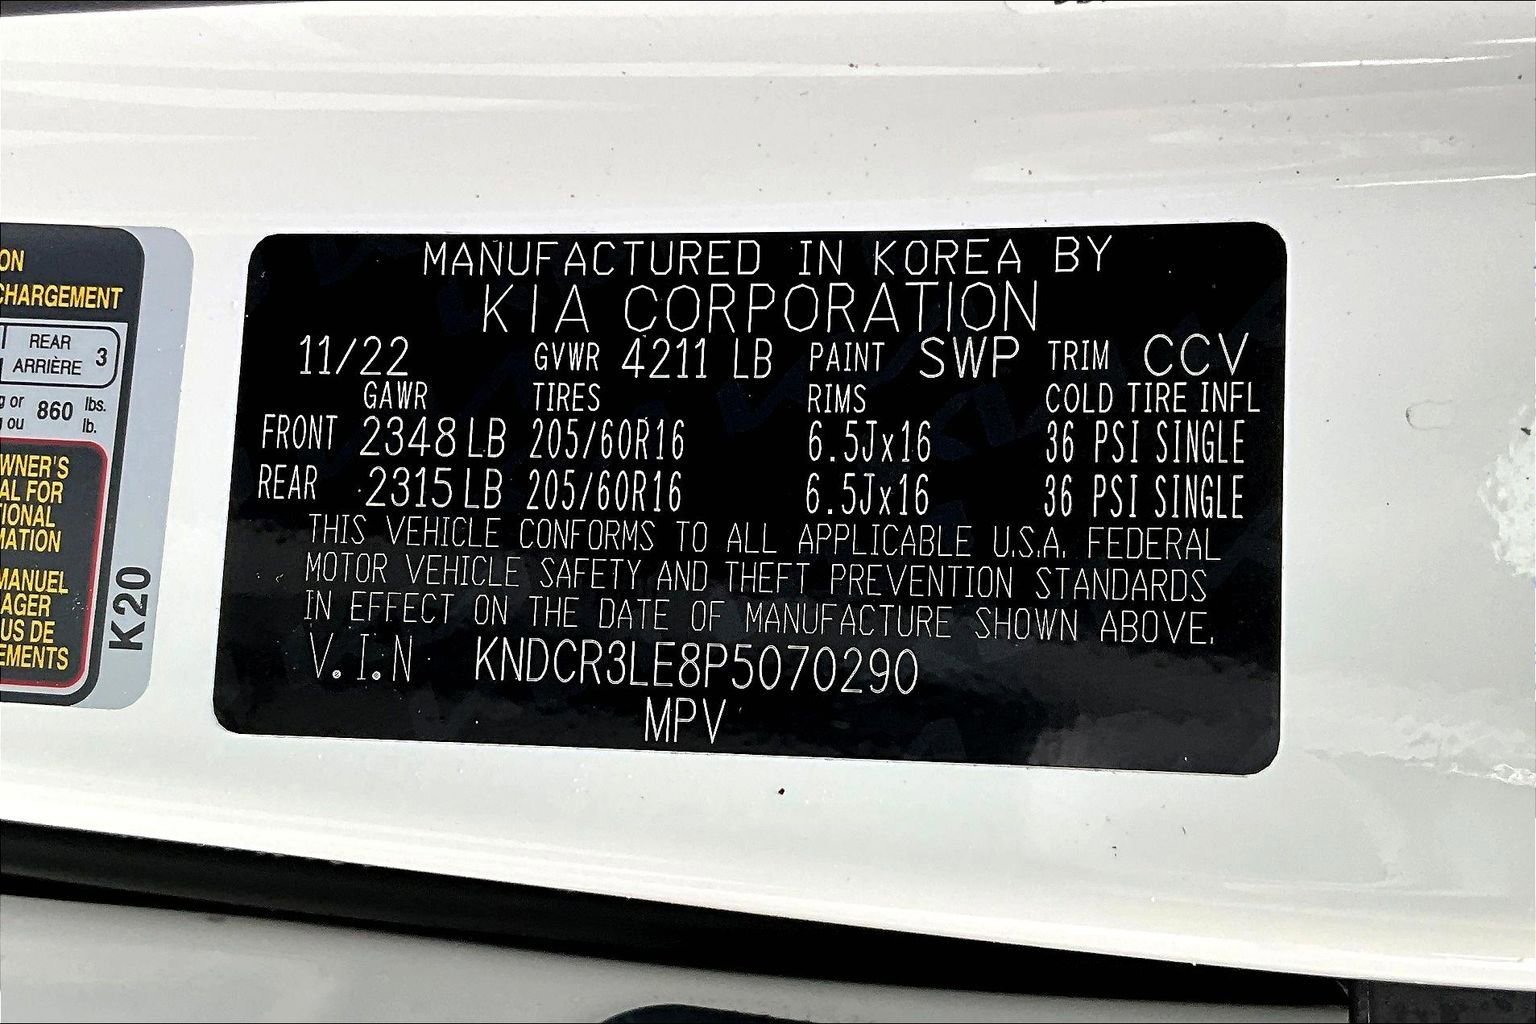 ON
CHARGEMENT
REAR
ARRIÈRE 3
g or 860 lbs.
ou lb.
WNER'S
AL FOR
IONAL
MATION
MANUEL
AGER
US DE
EMENTS
K20
MANUFACTURED IN KOREA BY
KIA CORPORATION
11/22 GVWR 4211 LB PAINT SWP TRIM CCV
GAWR TIRES RIMS COLD TIRE INFL
FRONT 2348 LB 205/60R16 6.5Jx16 36 PSI SINGLE
REAR 2315 LB 205/60R16 6.5Jx16 36 PSI SINGLE
THIS VEHICLE CONFORMS TO ALL APPLICABLE U.S.A. FEDERAL
MOTOR VEHICLE SAFETY AND THEFT PREVENTION STANDARDS
IN EFFECT ON THE DATE OF MANUFACTURE SHOWN ABOVE.
V.I.N KNDCR3LE8P5070290
MPV